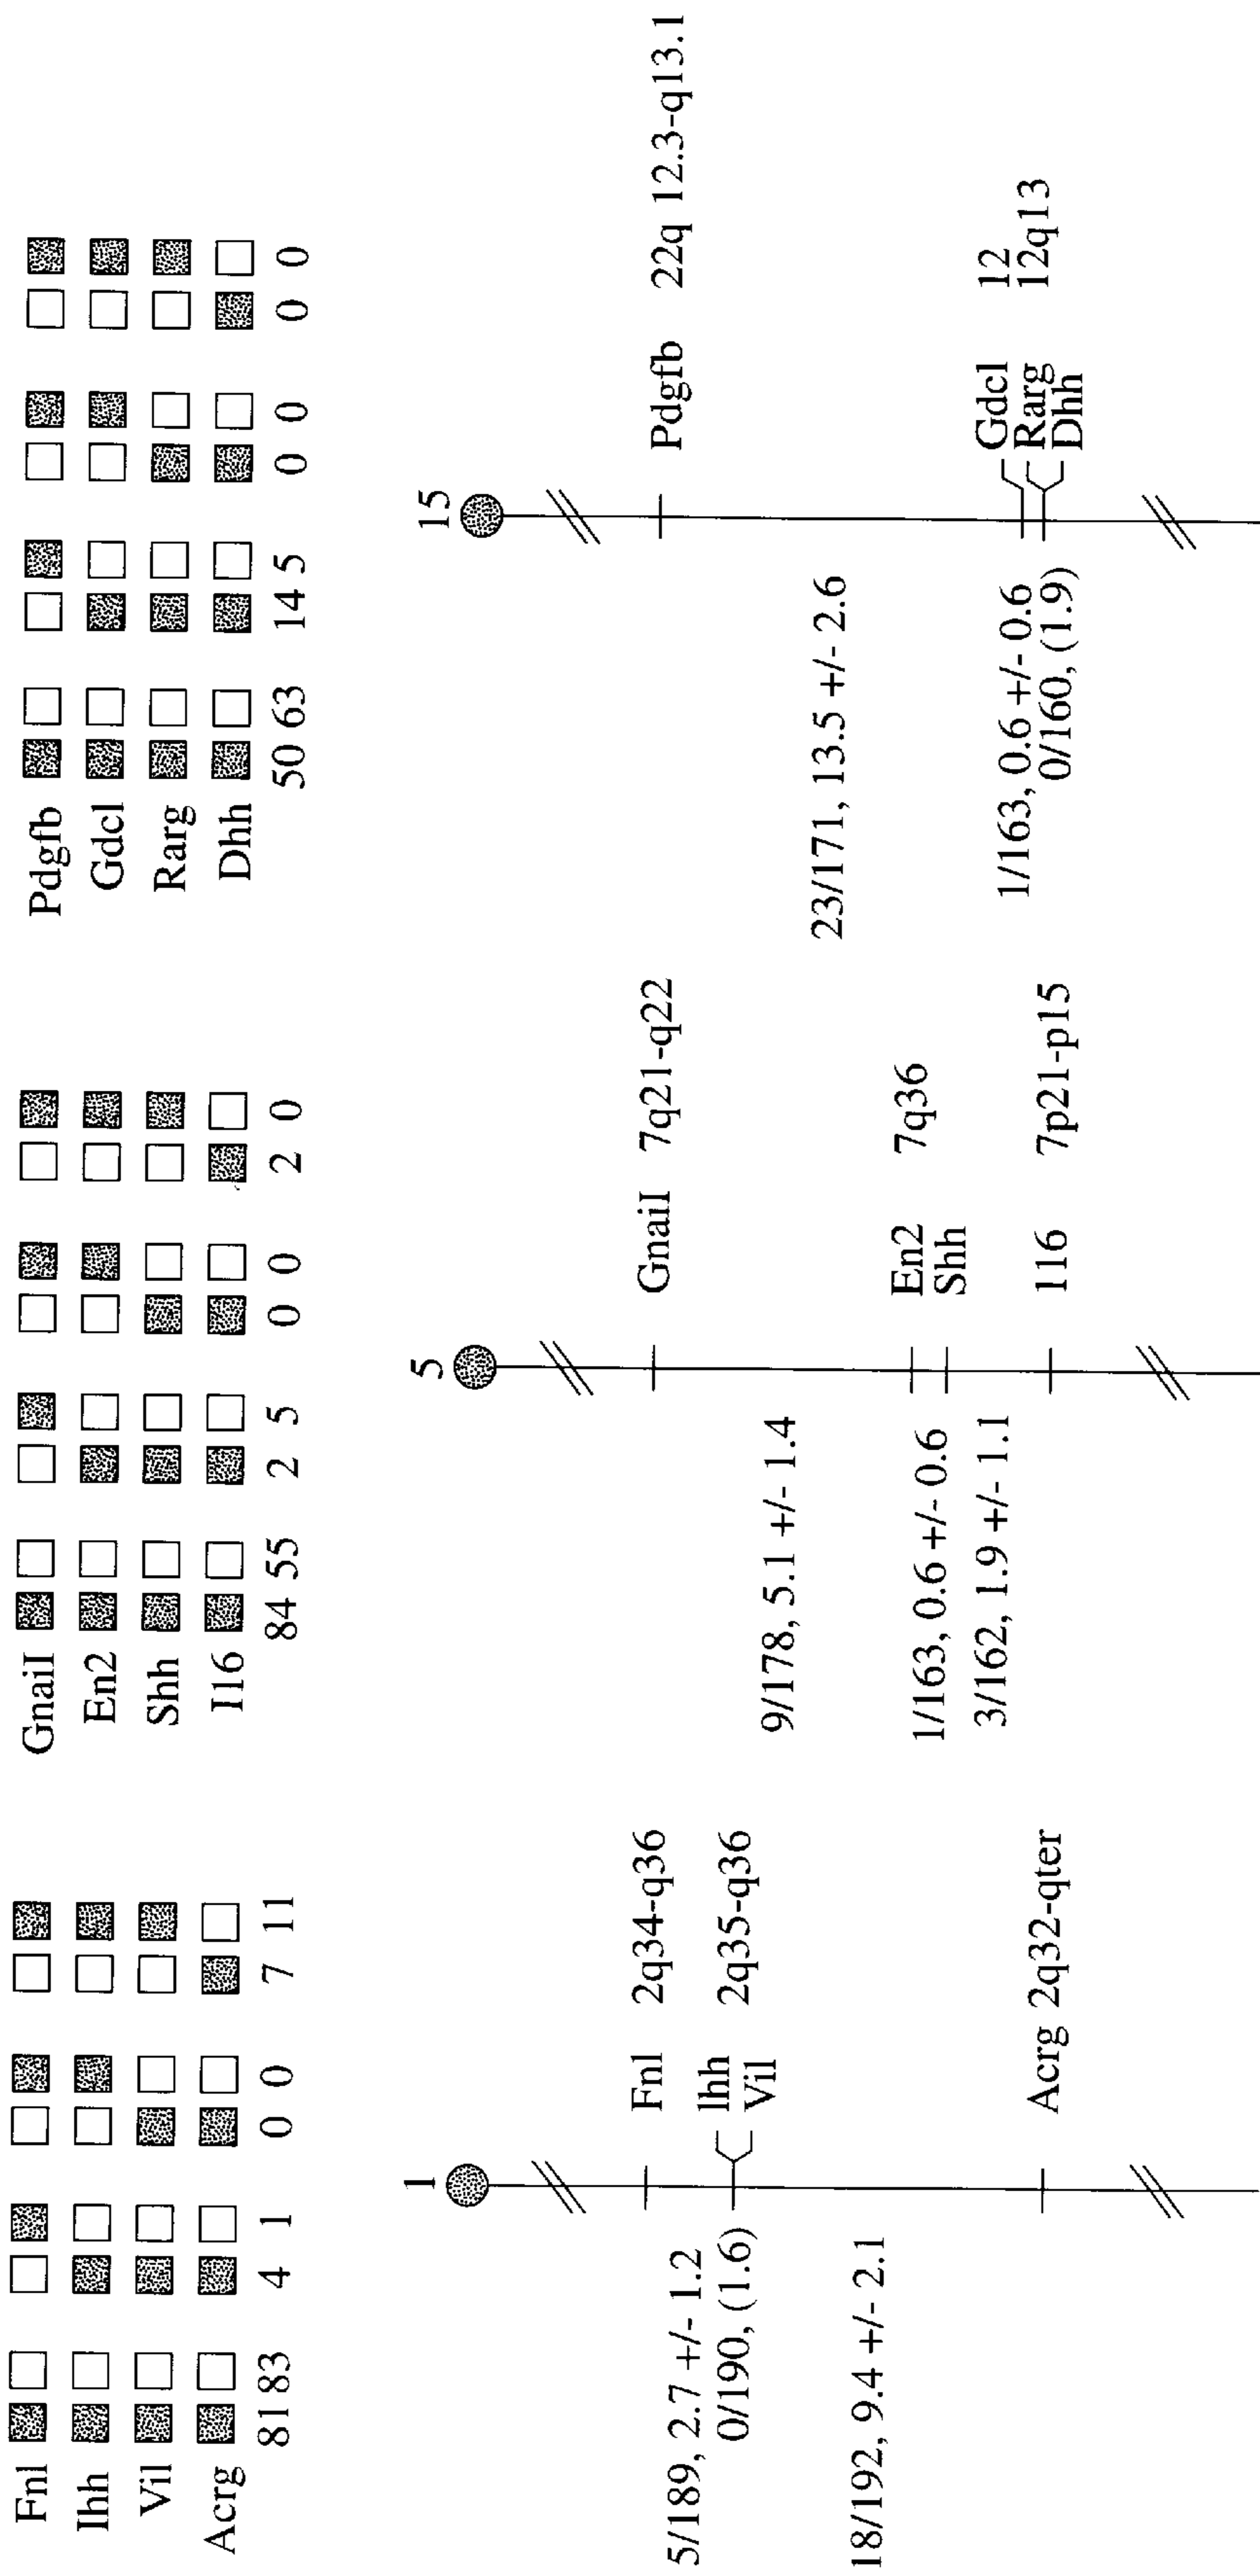 Fnl
Ihh
Vil
Acrg
81 83 4 1 0 0 7 11
1
Fnl 2q34-q36
Ihh
Vil 2q35-q36
Acrg 2q32-qter
5/189, 2.7 +/- 1.2
0/190, (1.6)
18/192, 9.4 +/- 2.1
GnaiI
En2
Shh
I16
84 55 2 5 0 0 2 0
5
GnaiI 7q21-q22
En2 7q36
Shh
116 7p21-p15
9/178, 5.1 +/- 1.4
1/163, 0.6 +/- 0.6
3/162, 1.9 +/- 1.1
Pdgfb
Gdcl
Rarg
Dhh
50 63 14 5 0 0 0 0
15
Pdgfb 22q 12.3-q13.1
Gdcl 12
Rarg 12q13
Dhh
23/171, 13.5 +/- 2.6
1/163, 0.6 +/- 0.6
0/160, (1.9)